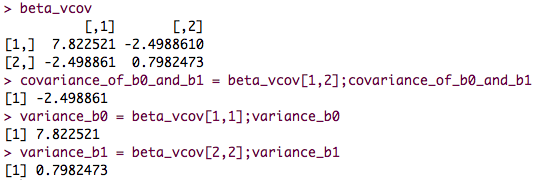 > beta_vcov
[,1] [,2]
[1,] 7.822521 -2.4988610
[2,] -2.498861 0.7982473
> covariance_of_b0_and_b1 = beta_vcov[1,2];covariance_of_b0_and_b1
[1] -2.498861
> variance_b0 = beta_vcov[1,1];variance_b0
[1] 7.822521
> variance_b1 = beta_vcov[2,2];variance_b1
[1] 0.7982473